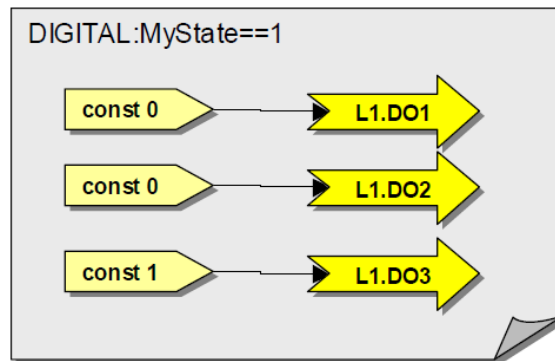 DIGITAL:MyState==1
const 0
L1.DO1
const 0
L1.DO2
const 1
L1.DO3